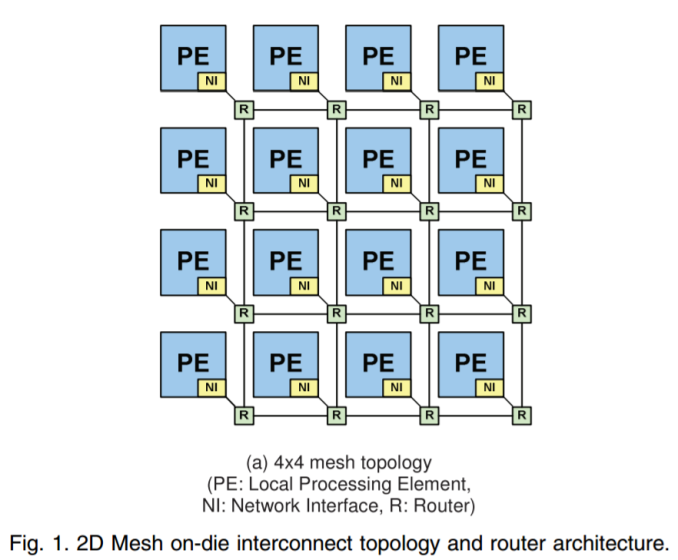 PE PE PE PE
NI NI NI NI
R R R R
PE PE PE PE
NI NI NI NI
R R R R
PE PE PE PE
NI NI NI NI
R R R R
PE PE PE PE
NI NI NI NI
R R R R
(a) 4x4 mesh topology
(PE: Local Processing Element,
NI: Network Interface, R: Router)
Fig. 1. 2D Mesh on-die interconnect topology and router architecture.